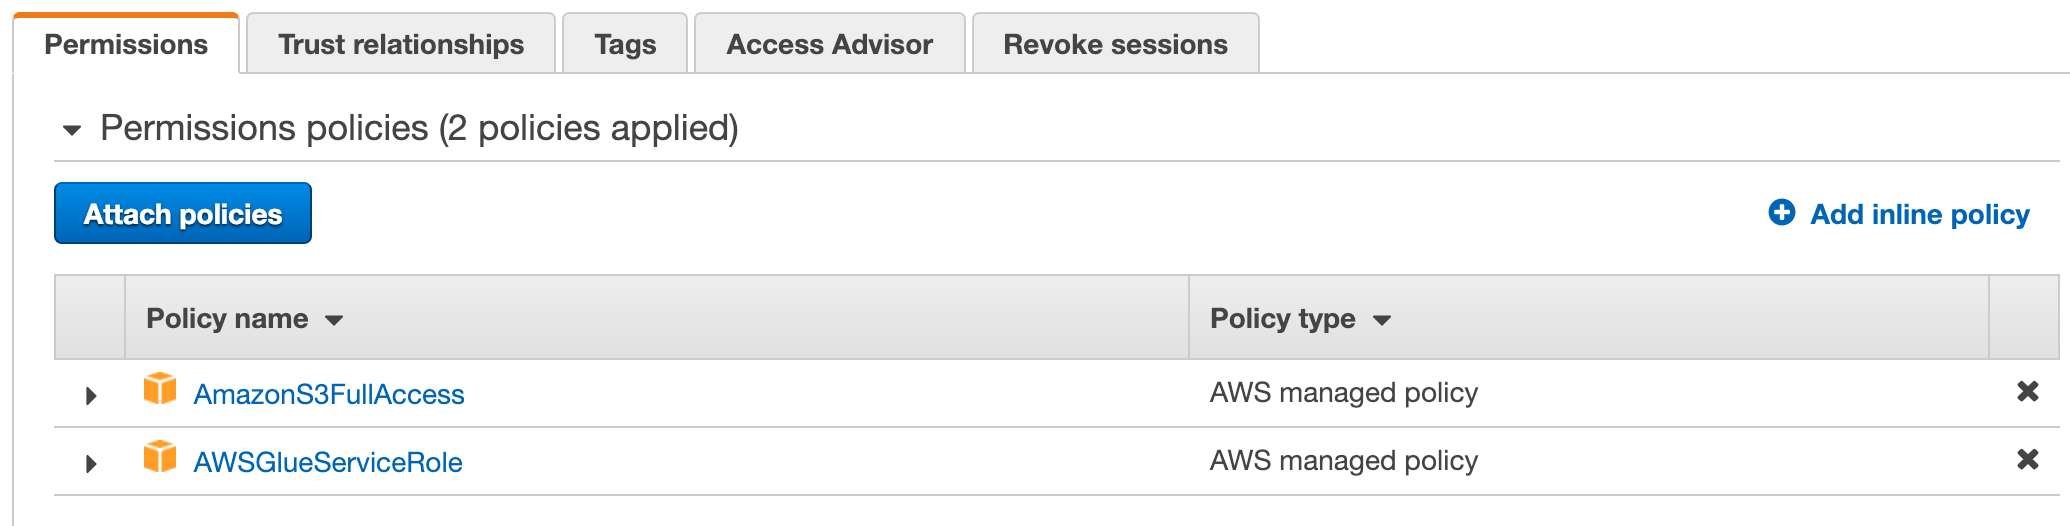 Permissions Trust relationships Tags Access Advisor Revoke sessions
Permissions policies (2 policies applied)
Attach policies Add inline policy
Policy name Policy type
AmazonS3FullAccess AWS managed policy
AWSGlueServiceRole AWS managed policy